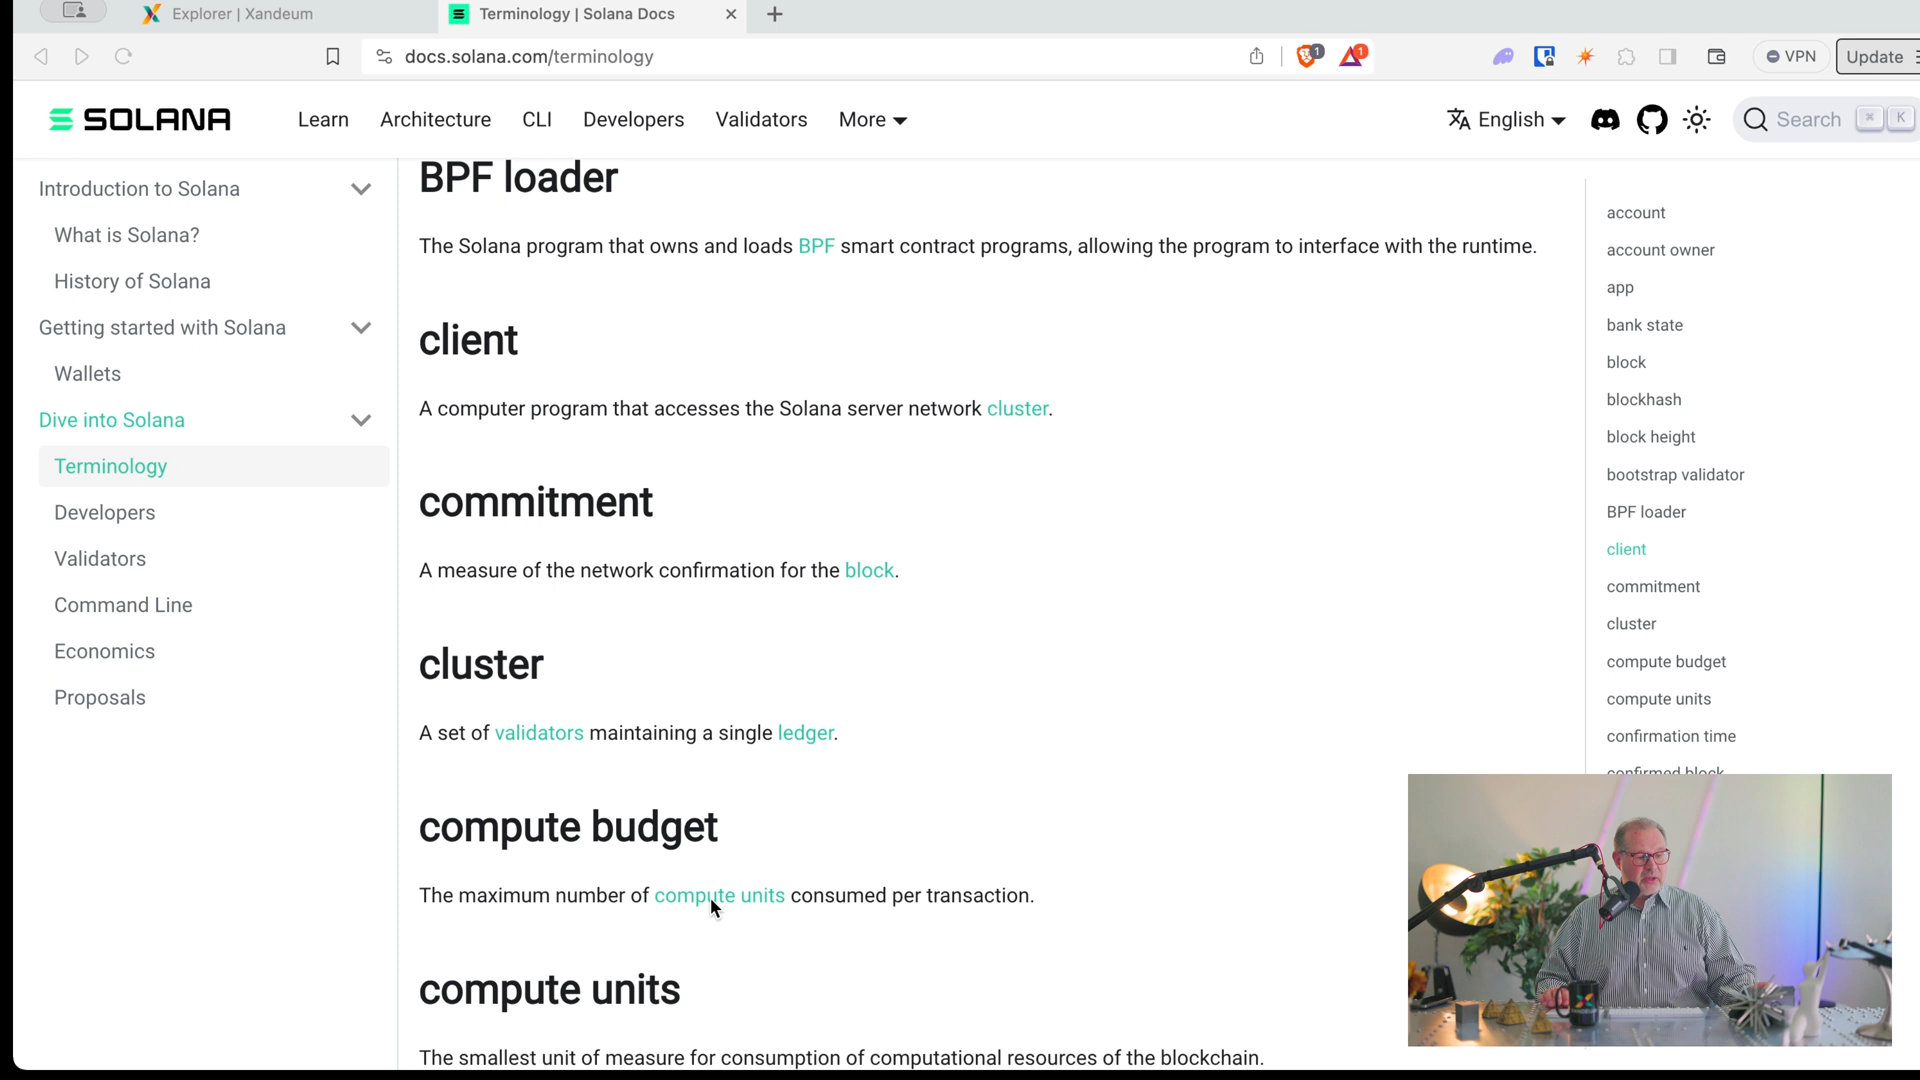 Explorer | Xandeum
Terminology | Solana Docs
docs.solana.com/terminology
1
1
VPN
Update
SOLANA
Learn
Architecture
CLI
Developers
Validators
More
English
Search
⌘
K
Introduction to Solana
What is Solana?
History of Solana
Getting started with Solana
Wallets
Dive into Solana
Terminology
Developers
Validators
Command Line
Economics
Proposals
BPF loader
The Solana program that owns and loads BPF smart contract programs, allowing the program to interface with the runtime.
client
A computer program that accesses the Solana server network cluster.
commitment
A measure of the network confirmation for the block.
cluster
A set of validators maintaining a single ledger.
compute budget
The maximum number of compute units consumed per transaction.
compute units
The smallest unit of measure for consumption of computational resources of the blockchain.
account
account owner
app
bank state
block
blockhash
block height
bootstrap validator
BPF loader
client
commitment
cluster
compute budget
compute units
confirmation time
confirmed block